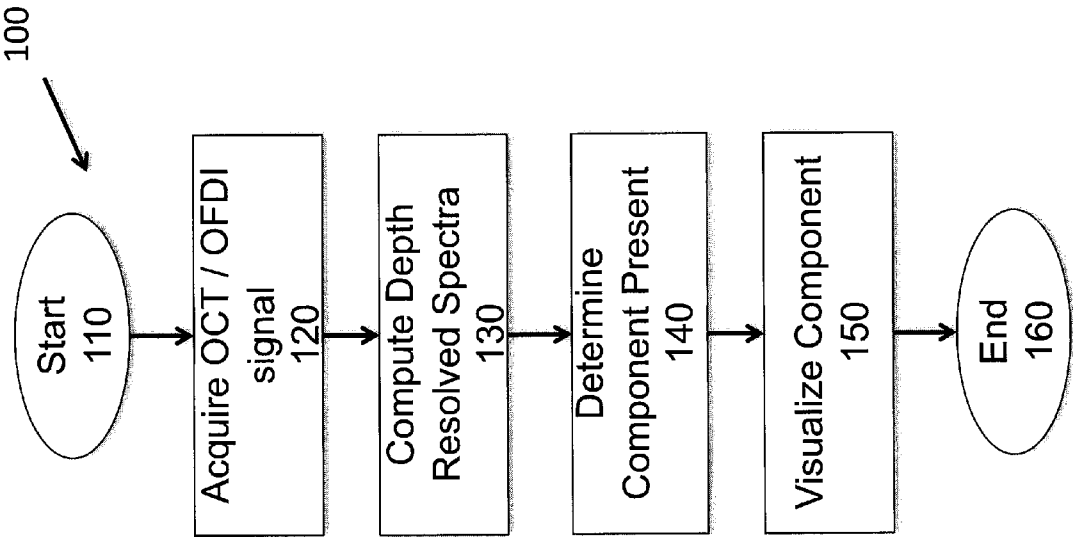 100
Start
110
Acquire OCT / OFDI
signal
120
Compute Depth
Resolved Spectra
130
Determine
Component Present
140
Visualize Component
150
End
160